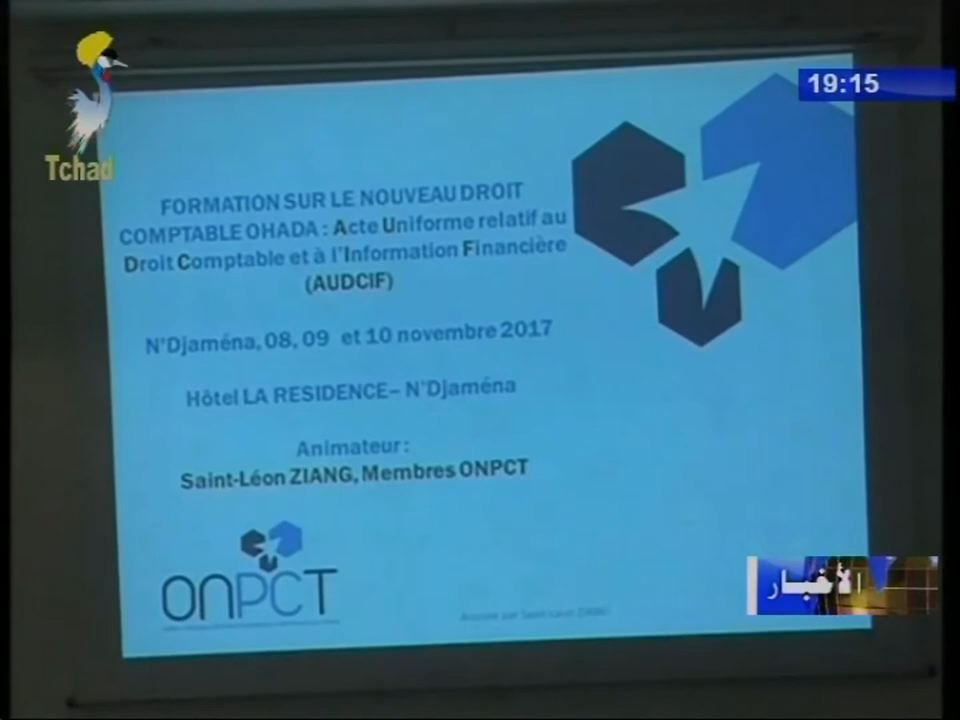 Tchad
19:15
FORMATION SUR LE NOUVEAU DROIT
COMPTABLE OHADA : Acte Uniforme relatif au
Droit Comptable et à l'Information Financière
(AUDCIF)
N'Djaména, 08, 09 et 10 novembre 2017
Hôtel LA RESIDENCE– N'Djaména
Animateur :
Saint-Léon ZIANG, Membres ONPCT
ONPCT
الأخبار